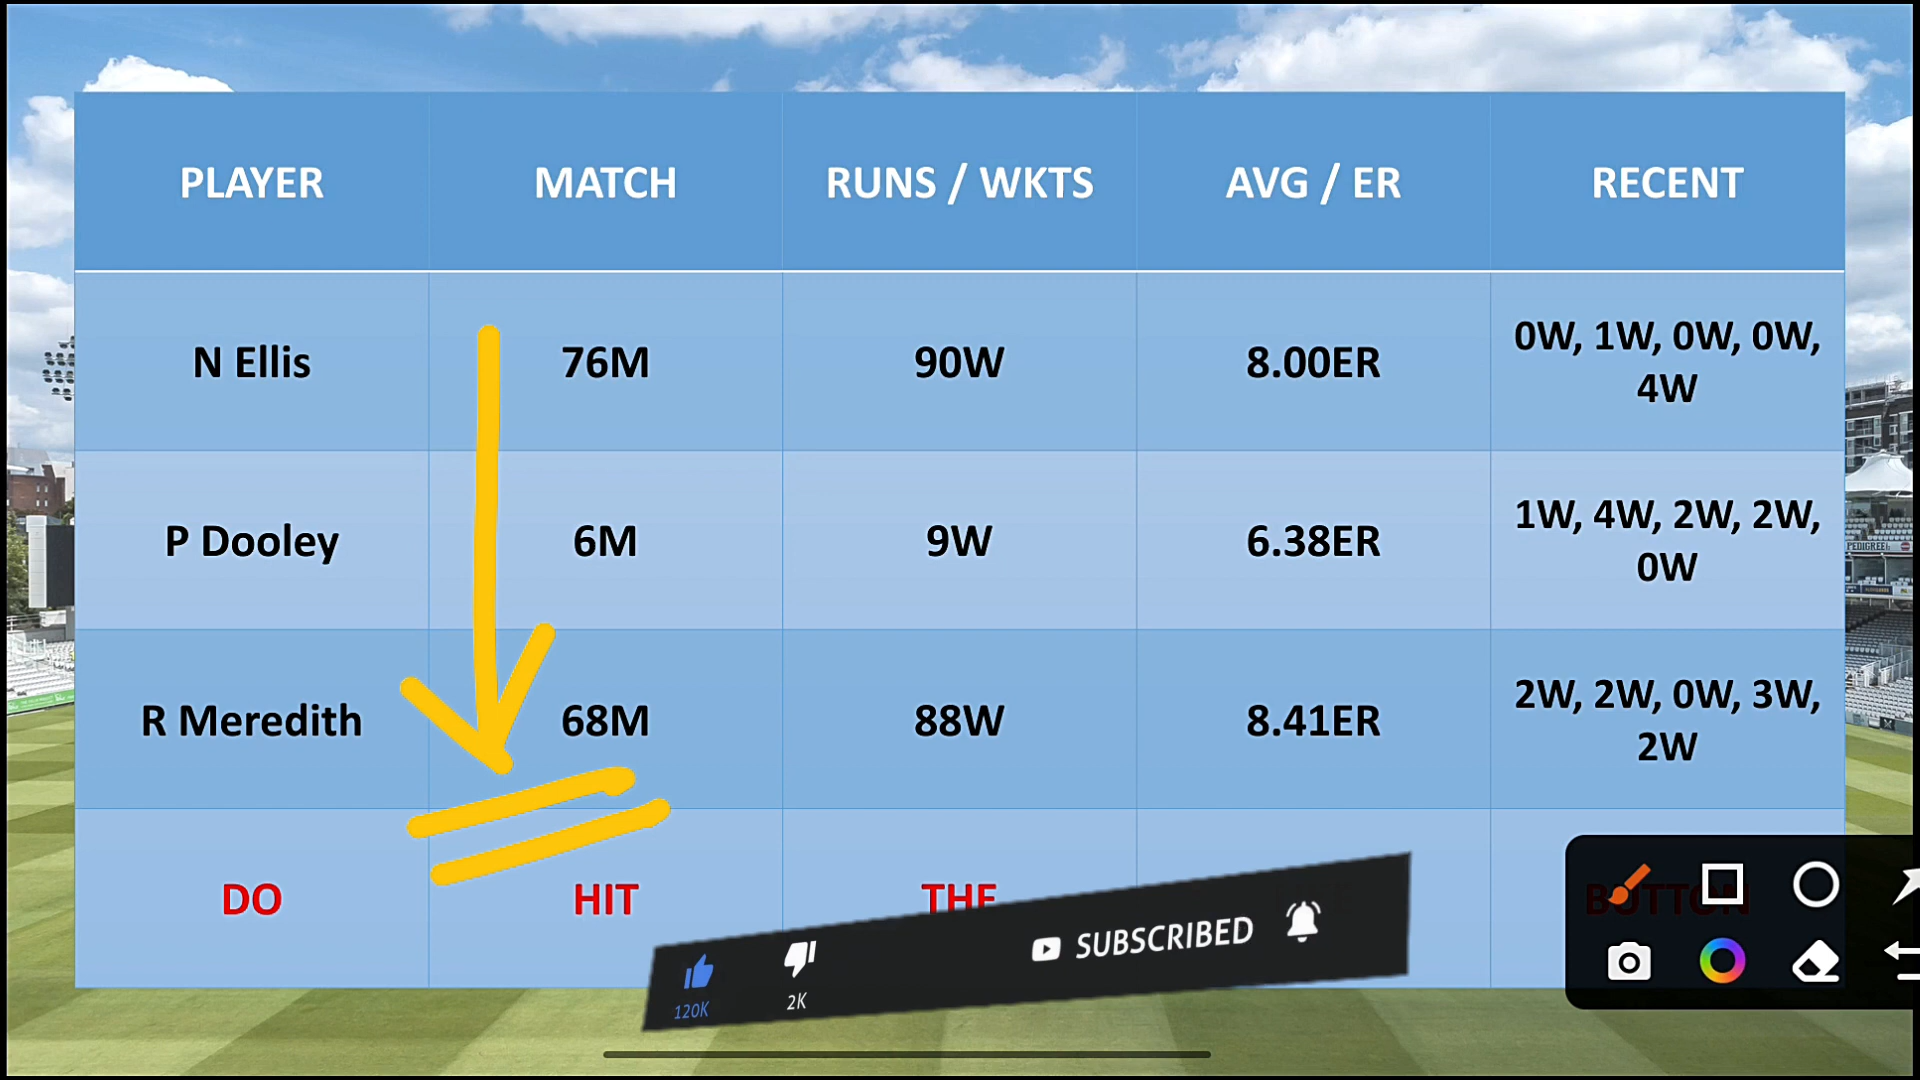 PLAYER MATCH RUNS / WKTS AVG / ER RECENT
N Ellis 76M 90W 8.00ER 0W, 1W, 0W, 0W,
4W
P Dooley 6M 9W 6.38ER 1W, 4W, 2W, 2W,
0W
R Meredith 68M 88W 8.41ER 2W, 2W, 0W, 3W,
2W
DO HIT THE BUTTON
SUBSCRIBED
120K 2K
PEDIGREE